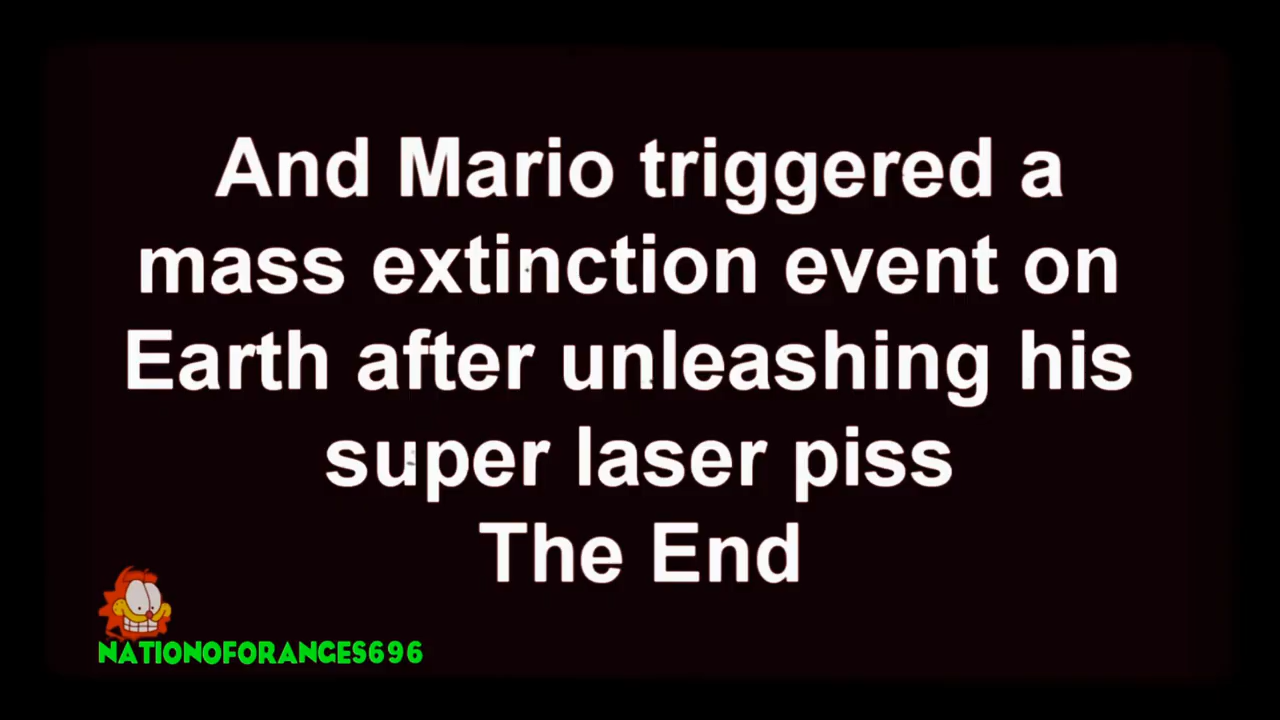 And Mario triggered a
mass extinction event on
Earth after unleashing his
super laser piss
The End
NATIONOFORANGES696